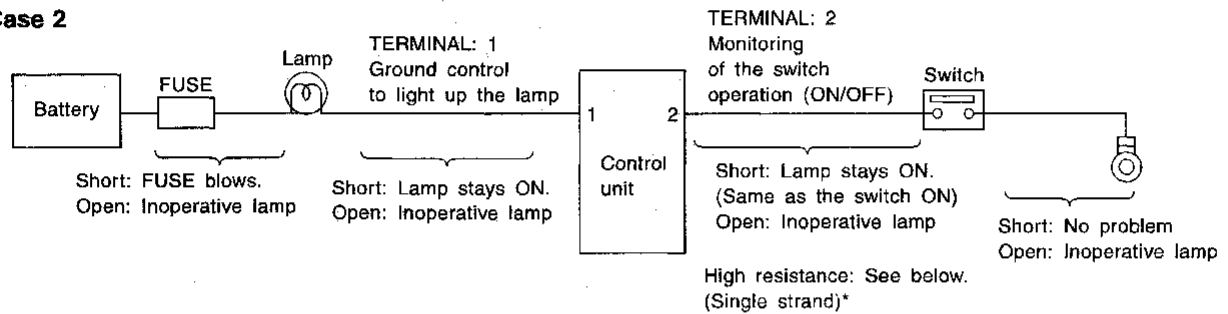 Case 2
Battery
FUSE
Short: FUSE blows.
Open: Inoperative lamp
Lamp
TERMINAL: 1
Ground control
to light up the lamp
Short: Lamp stays ON.
Open: Inoperative lamp
1
2
Control
unit
TERMINAL: 2
Monitoring
of the switch
operation (ON/OFF)
Short: Lamp stays ON.
(Same as the switch ON)
Open: Inoperative lamp
High resistance: See below.
(Single strand)*
Switch
Short: No problem
Open: Inoperative lamp